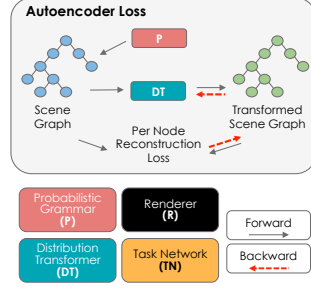 Autoencoder Loss
P
DT
Scene
Graph
Transformed
Scene Graph
Per Node
Reconstruction
Loss
Probabilistic
Grammar
(P)
Renderer
(R)
Forward
Distribution
Transformer
(DT)
Task Network
(TN)
Backward